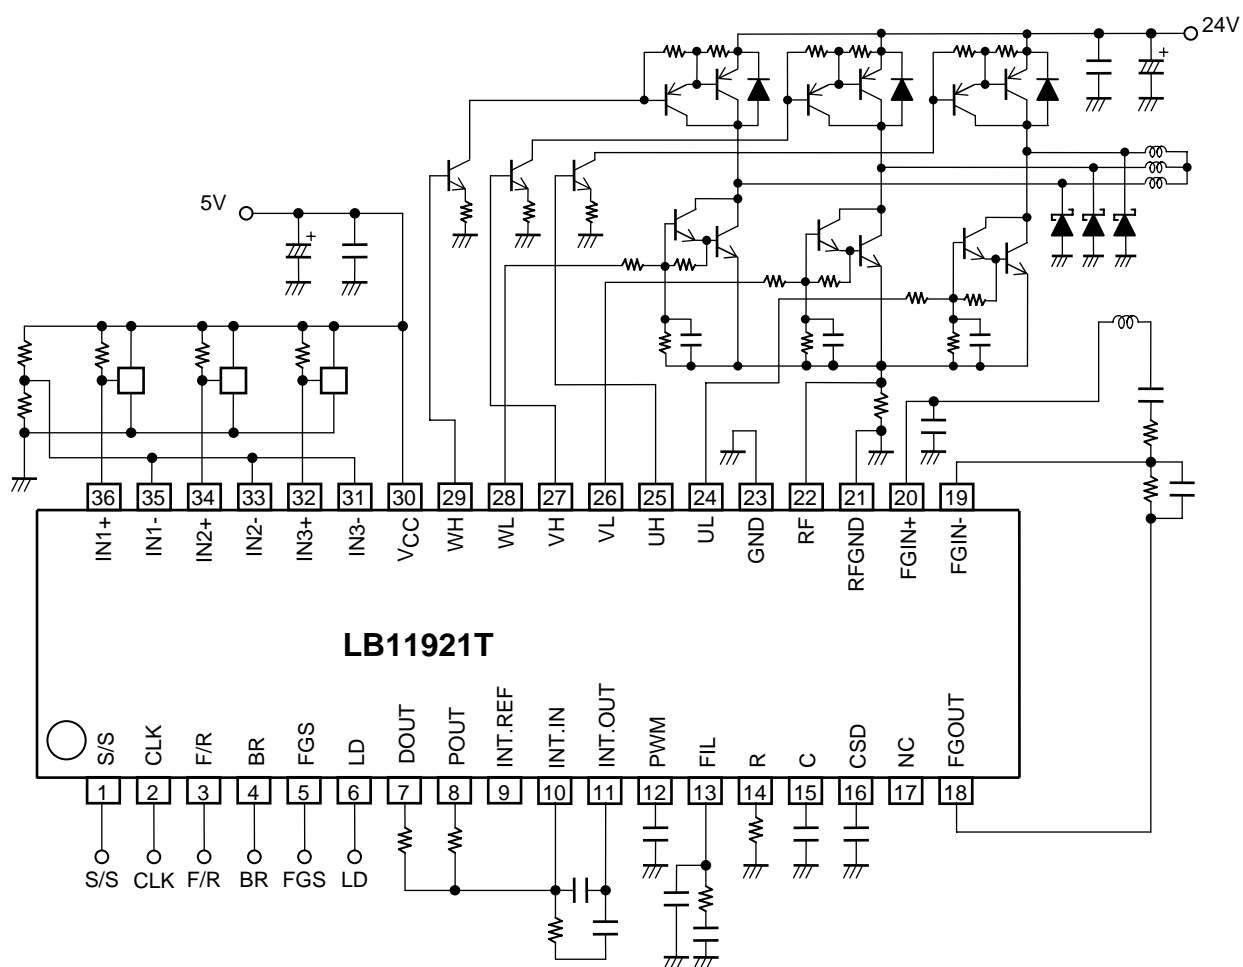 24V
+
5V
+
36 35 34 33 32 31 30 29 28 27 26 25 24 23 22 21 20 19
IN1+ IN1- IN2+ IN2- IN3+ IN3- VCC WH WL VH VL UH UL GND RF RFGND FGIN+ FGIN-
LB11921T
S/S CLK F/R BR FGS LD DOUT POUT INT.REF INT.IN INT.OUT PWM FIL R C CSD NC FGOUT
1 2 3 4 5 6 7 8 9 10 11 12 13 14 15 16 17 18
S/S CLK F/R BR FGS LD